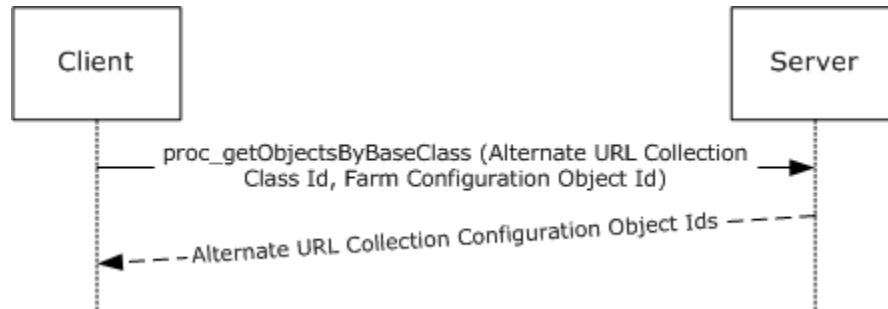 Client
Server
proc_getObjectsByBaseClass (Alternate URL Collection
Class Id, Farm Configuration Object Id)
Alternate URL Collection Configuration Object Ids